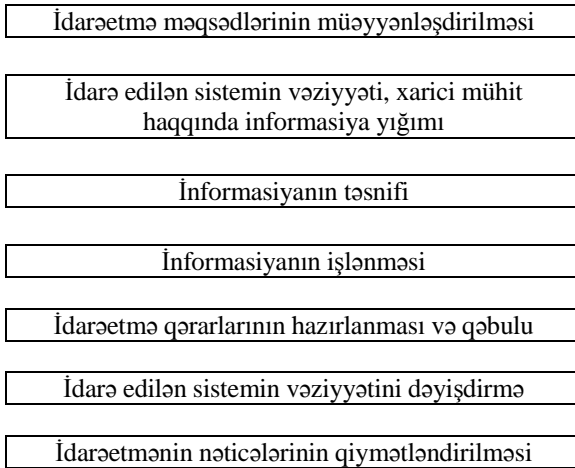 İdarəetmə məqsədlərinin müəyyənləşdirilməsi
İdarə edilən sistemin vəziyyəti, xarici mühit
haqqında informasiya yığımı
İnformasiyanın təsnifi
İnformasiyanın işlənməsi
İdarəetmə qərarlarının hazırlanması və qəbulu
İdarə edilən sistemin vəziyyətini dəyişdirmə
İdarəetmənin nəticələrinin qiymətləndirilməsi